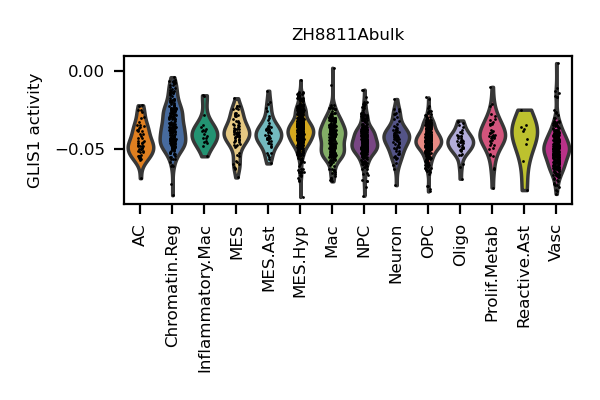 ZH8811Abulk
GLIS1 activity
0.00
−0.05
AC
Chromatin.Reg
Inflammatory.Mac
MES
MES.Ast
MES.Hyp
Mac
NPC
Neuron
OPC
Oligo
Prolif.Metab
Reactive.Ast
Vasc